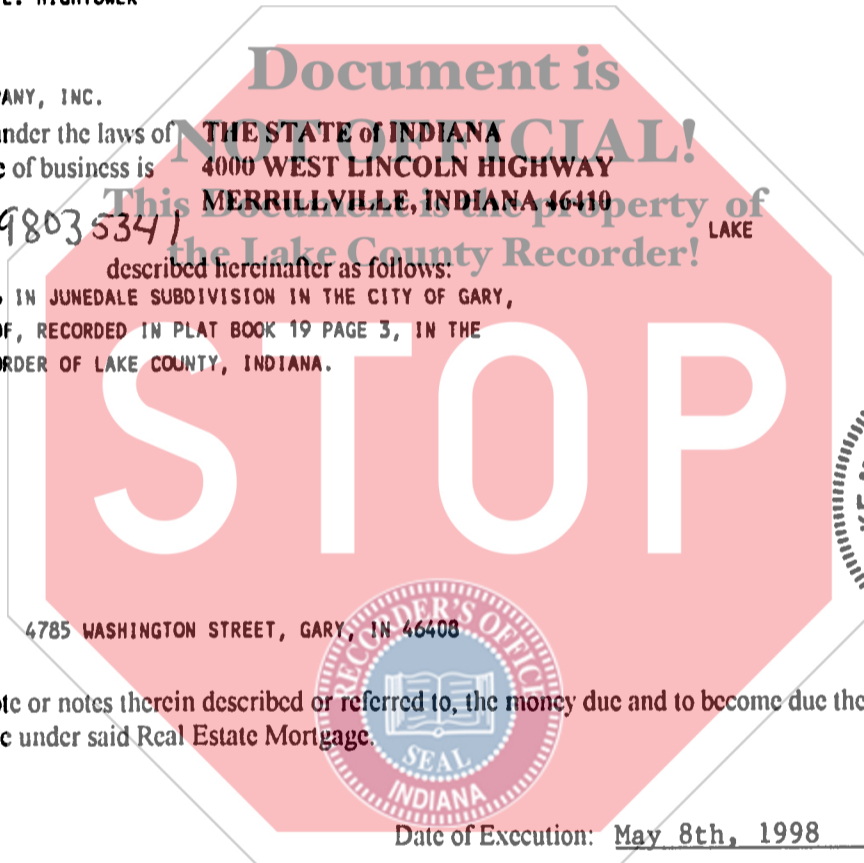 HIGHTOWER
Document is
ANY, INC.
nder the laws of THE STATE of INDIANA
NOT OFFICIAL!
of business is 4000 WEST LINCOLN HIGHWAY
MERRILLVILLE, INDIANA 46410
This Document is the property of
98035341
LAKE
the Lake County Recorder!
described hereinafter as follows:
IN JUNEDALE SUBDIVISION IN THE CITY OF GARY,
OF, RECORDED IN PLAT BOOK 19 PAGE 3, IN THE
RDER OF LAKE COUNTY, INDIANA.
STOP
4785 WASHINGTON STREET, GARY, IN 46408
RECORDER'S OFFICE
te or notes therein described or referred to, the money due and to become due the
e under said Real Estate Mortgage.
SEAL
INDIANA
Date of Execution: May 8th, 1998